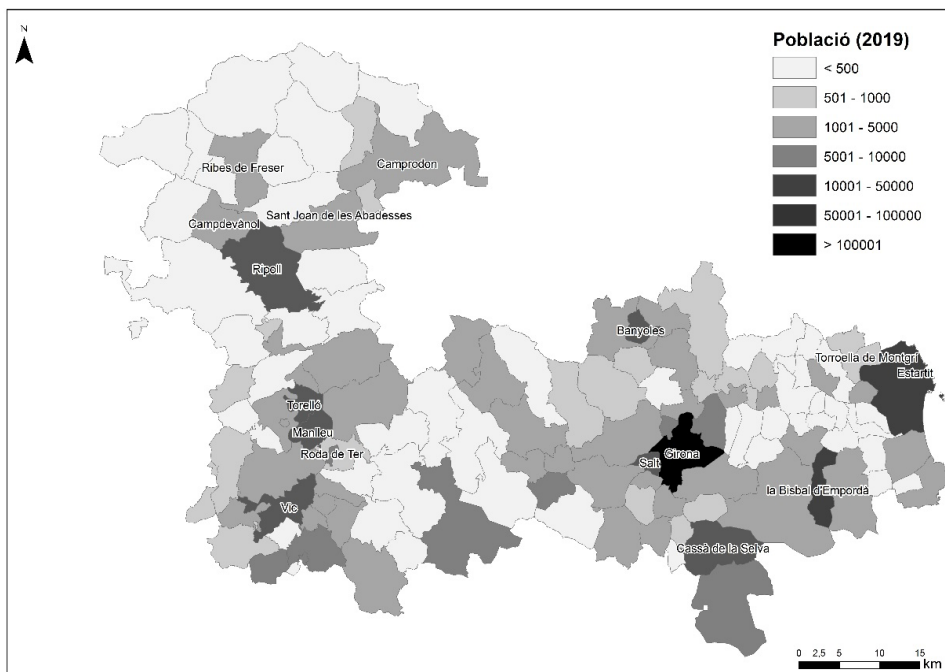 N
Població (2019)
< 500
501 - 1000
1001 - 5000
5001 - 10000
10001 - 50000
50001 - 100000
> 100001
Ribes de Freser
Camprodon
Sant Joan de les Abadesses
Campdevànol
Ripoll
Banyoles
Torroella de Montgrí
Estartit
Torelló
Manlleu
Roda de Ter
Salt
Girona
la Bisbal d'Empordà
Vic
Cassà de la Selva
0 2,5 5 10 15
km